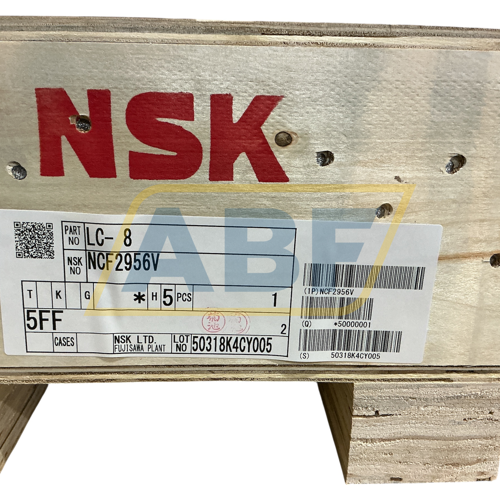 NSK
ABF
PART NO LC- 8
NSK NO NCF2956V
T K G * H 5 PCS 1
5FF 2
CASES NSK LTD. FUJISAWA PLANT LOT NO 50318K4CY005
(1P)NCF2956V
(Q) *50000001
(S) 50318K4CY005